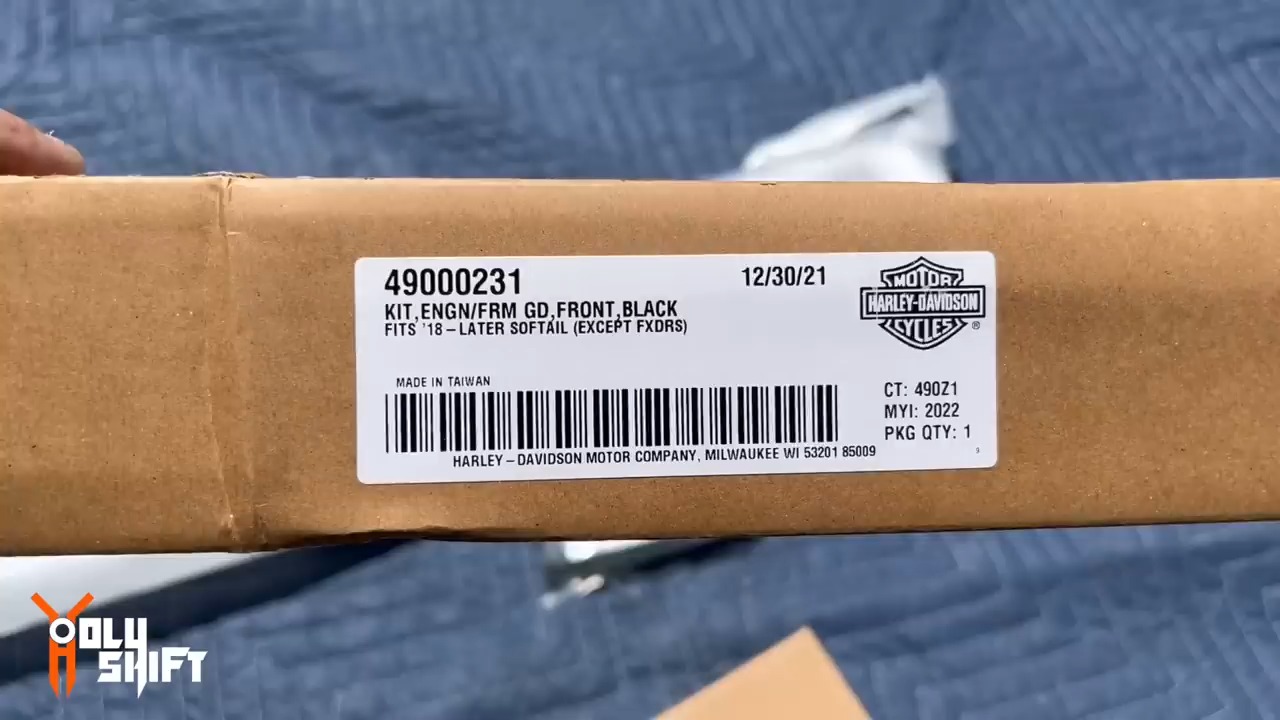 49000231
12/30/21
KIT,ENGN/FRM GD,FRONT,BLACK
FITS '18-LATER SOFTAIL (EXCEPT FXDRS)
MOTOR
HARLEY-DAVIDSON
CYCLES
®
MADE IN TAIWAN
CT: 490Z1
MYI: 2022
PKG QTY: 1
HARLEY-DAVIDSON MOTOR COMPANY, MILWAUKEE WI 53201 85009
HOLY
SHIFT